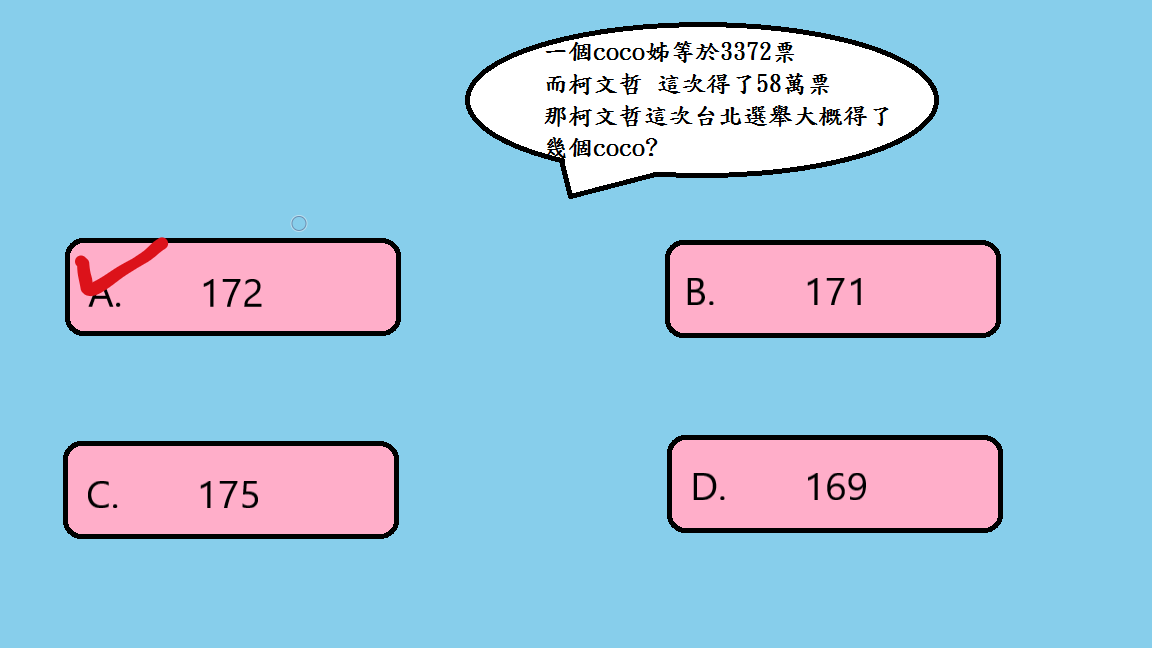 一個coco姊等於3372票
而柯文哲 這次得了58萬票
那柯文哲這次台北選舉大概得了
幾個coco?
A. 172
B. 171
C. 175
D. 169